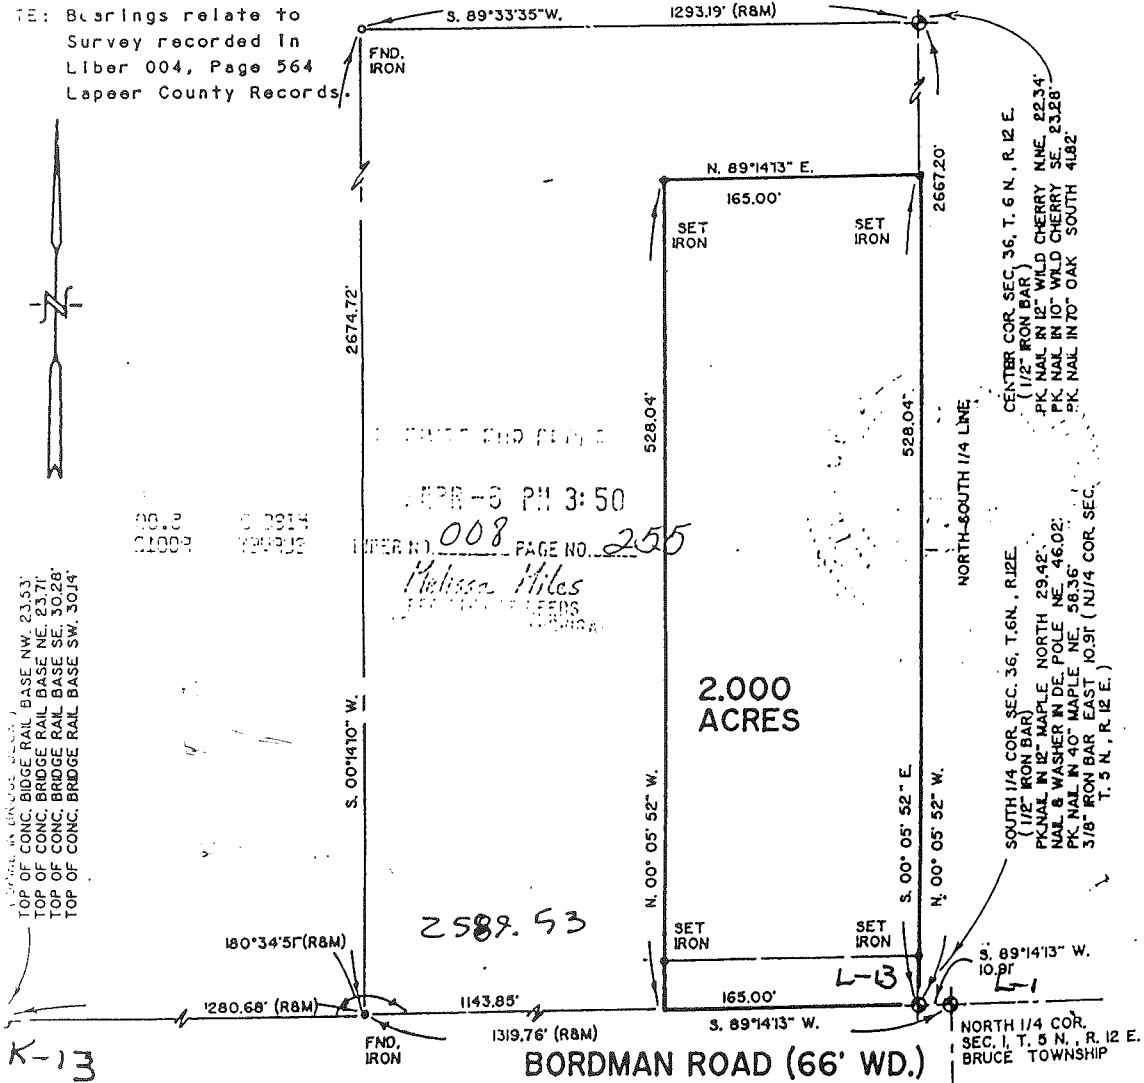 TE: Bearings relate to
Survey recorded in
Liber 004, Page 564
Lapeer County Records.
S. 89°33'35"W.
1293.19' (R&M)
FND.
IRON
N. 89°14'13" E.
165.00'
2667.20'
SET
IRON
SET
IRON
2674.72'
CENTER COR. SEC. 36, T. 6 N., R. 12 E.
(1/2" IRON BAR)
PK. NAIL IN 12" WILD CHERRY N.NE. 22.34'
PK. NAIL IN 10" WILD CHERRY SE. 23.28'
PK. NAIL IN 70" OAK SOUTH 41.82'
528.04'
528.04'
NORTH-SOUTH 1/4 LINE
-6 PM 3:50
LIBER NO. 008 PAGE NO. 255
Melissa Miles
DEEDS
TOP OF CONC. BIDGE RAIL BASE NW. 23.53'
TOP OF CONC. BRIDGE RAIL BASE NE. 23.71'
TOP OF CONC. BRIDGE RAIL BASE SE. 30.28'
TOP OF CONC. BRIDGE RAIL BASE SW. 30.14'
S. 00°14'10" W.
2.000
ACRES
N. 00° 05' 52" W.
S. 00° 05' 52" E.
N. 00° 05' 52" W.
SOUTH 1/4 COR. SEC. 36, T.6N., R.12E.
(1/2" IRON BAR)
PK.NAIL IN 12" MAPLE NORTH 29.42'
NAIL & WASHER IN DE. POLE NE. 46.02'
PK. NAIL IN 40" MAPLE NE. 58.36'
3/8" IRON BAR EAST 10.91' (N.1/4 COR. SEC.
T. 5 N., R. 12 E.)
2589.53
180°34'51"(R&M)
SET
IRON
SET
IRON
S. 89°14'13" W.
10.91'
L-13
L-1
1280.68' (R&M)
1143.85'
165.00'
1319.76' (R&M)
S. 89°14'13" W.
K-13
FND.
IRON
BORDMAN ROAD (66' WD.)
NORTH 1/4 COR.
SEC. 1, T. 5 N., R. 12 E.
BRUCE TOWNSHIP